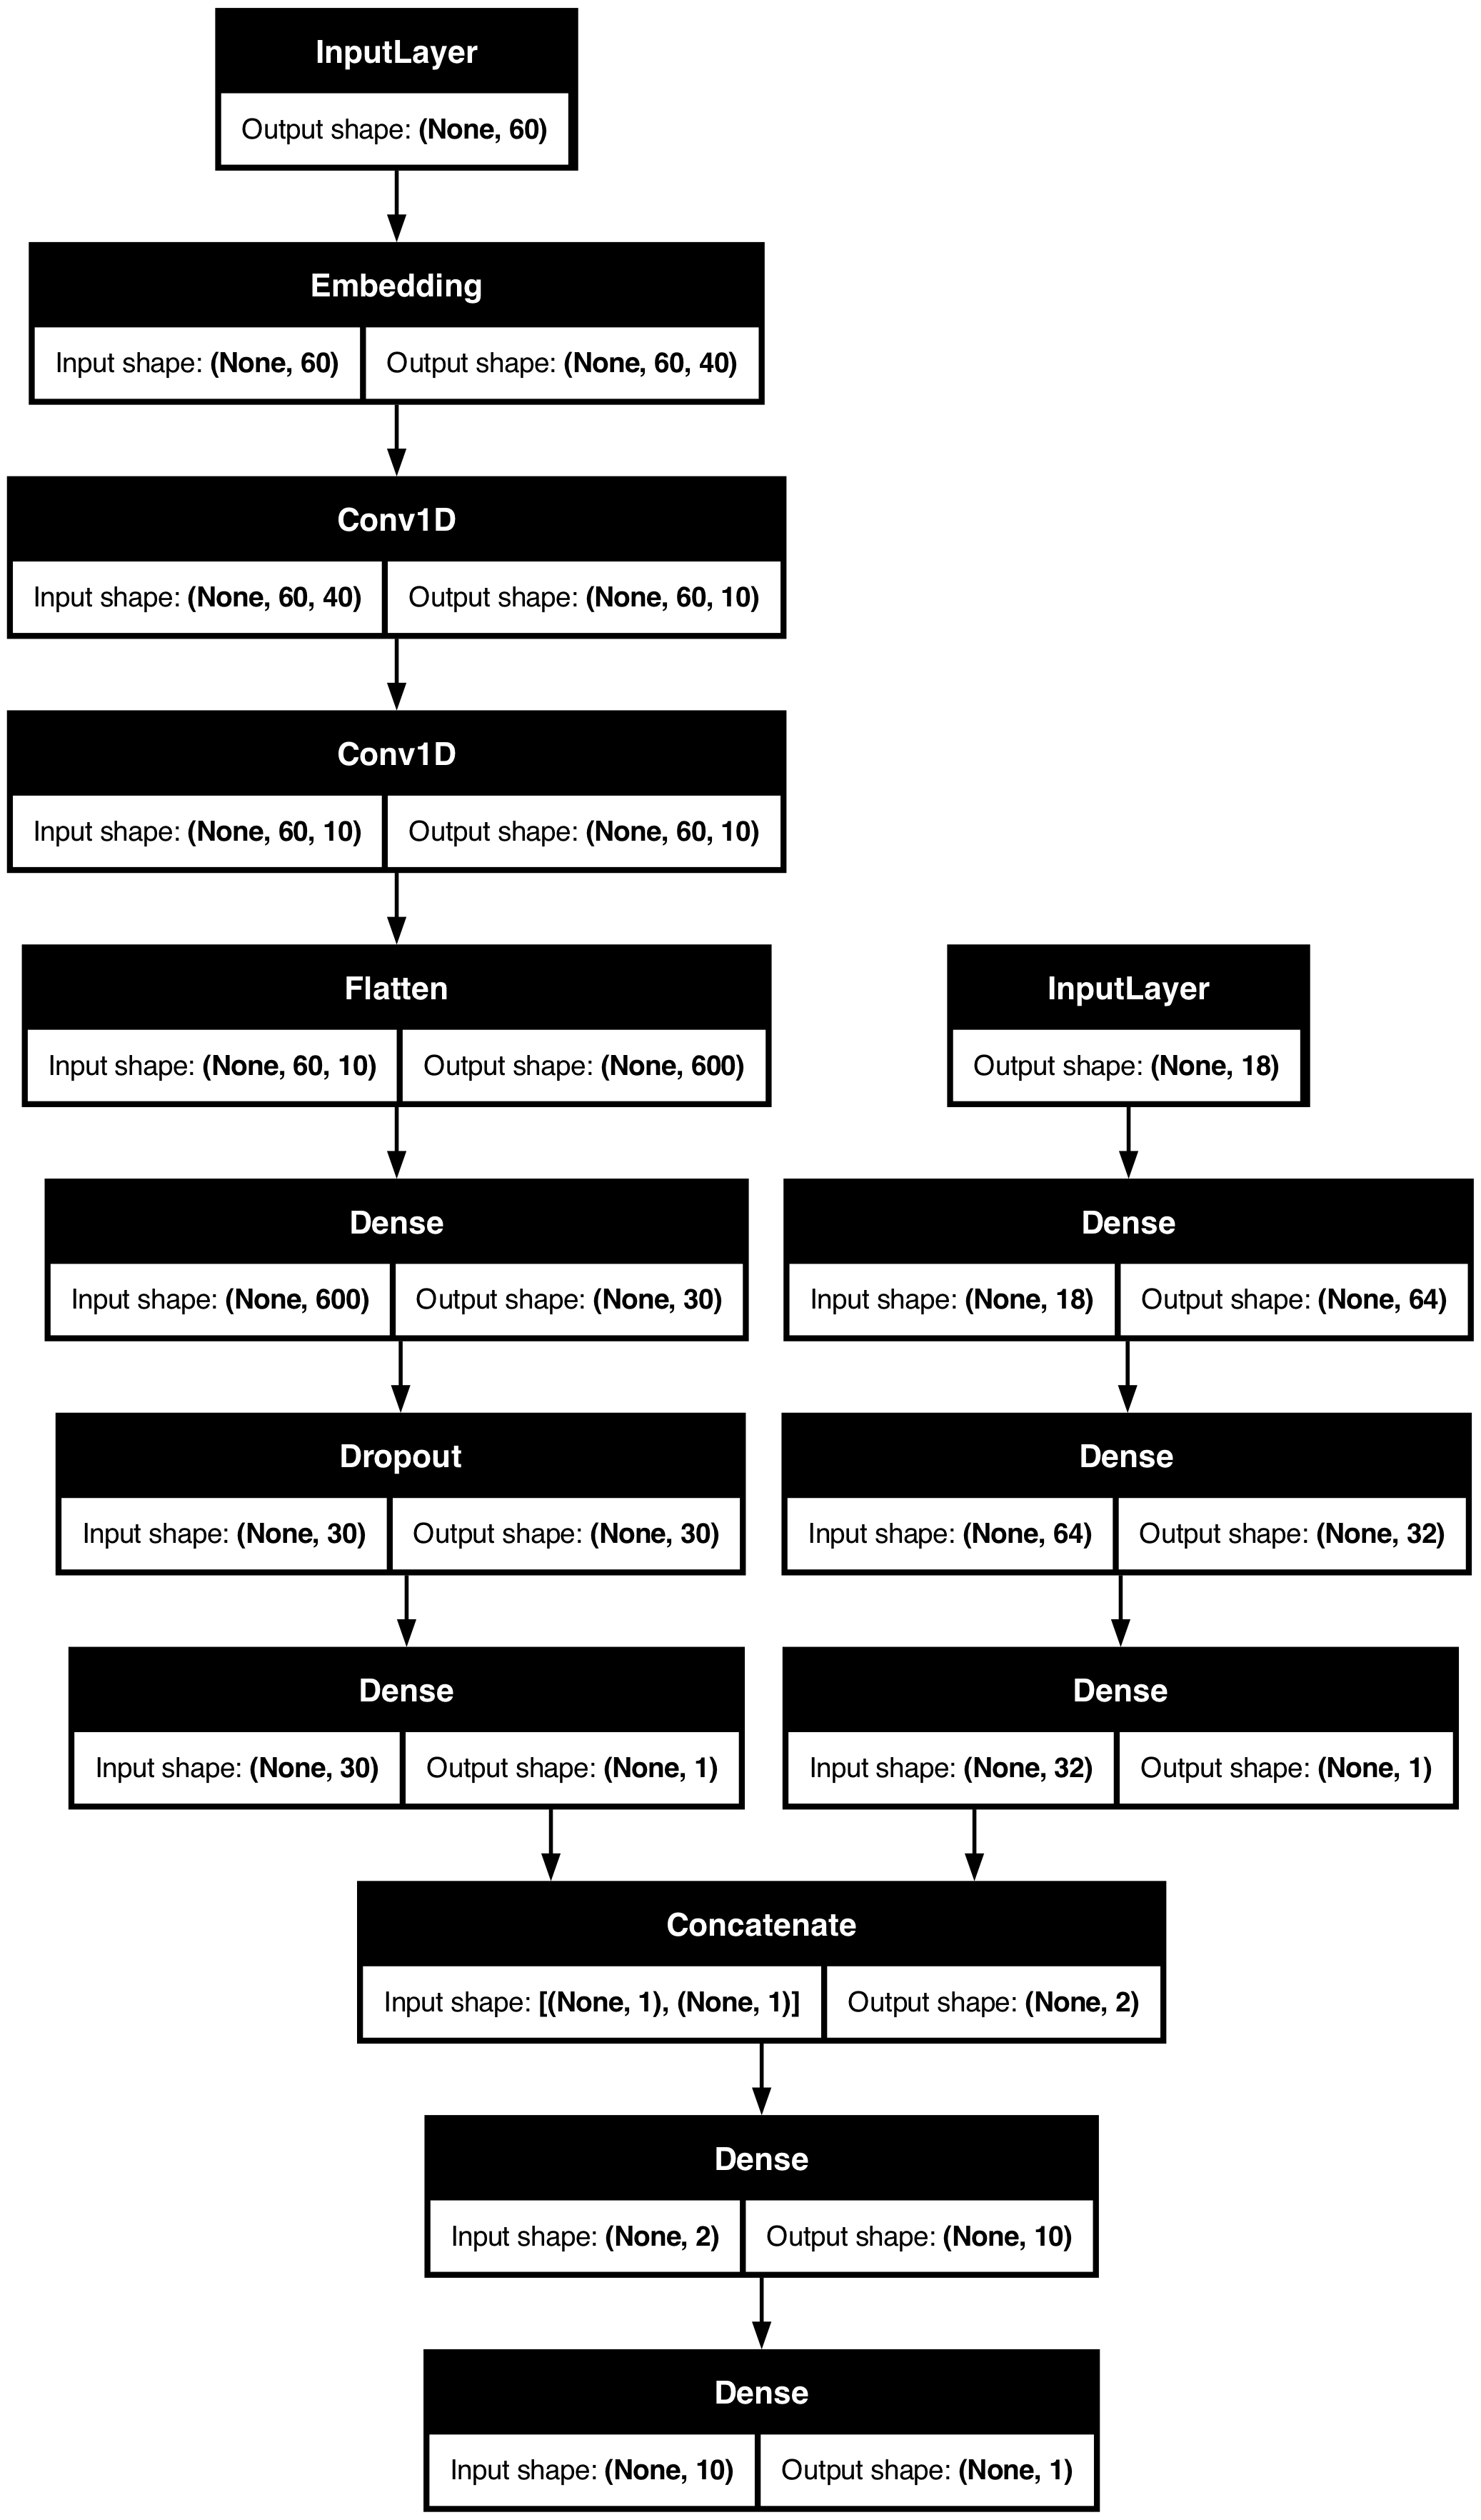 InputLayer
Output shape: (None, 60)
Embedding
Input shape: (None, 60) Output shape: (None, 60, 40)
Conv1D
Input shape: (None, 60, 40) Output shape: (None, 60, 10)
Conv1D
Input shape: (None, 60, 10) Output shape: (None, 60, 10)
Flatten
Input shape: (None, 60, 10) Output shape: (None, 600)
InputLayer
Output shape: (None, 18)
Dense
Input shape: (None, 600) Output shape: (None, 30)
Dense
Input shape: (None, 18) Output shape: (None, 64)
Dropout
Input shape: (None, 30) Output shape: (None, 30)
Dense
Input shape: (None, 64) Output shape: (None, 32)
Dense
Input shape: (None, 30) Output shape: (None, 1)
Dense
Input shape: (None, 32) Output shape: (None, 1)
Concatenate
Input shape: [(None, 1), (None, 1)] Output shape: (None, 2)
Dense
Input shape: (None, 2) Output shape: (None, 10)
Dense
Input shape: (None, 10) Output shape: (None, 1)